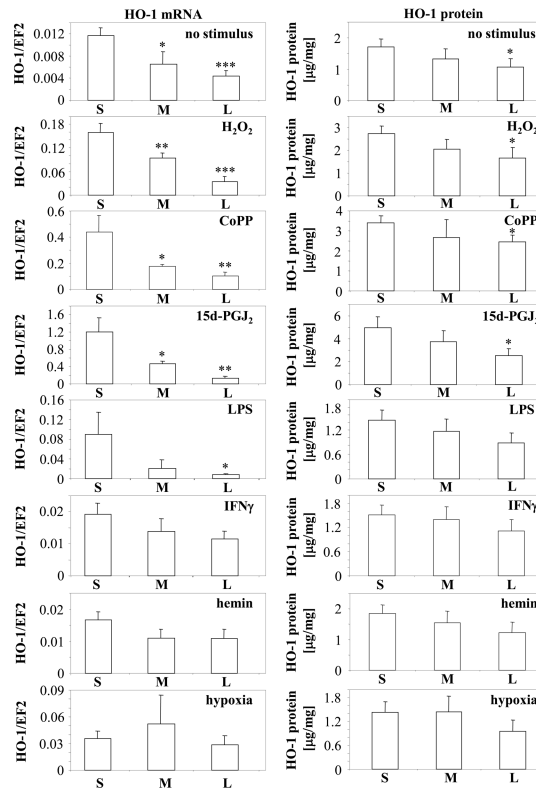 HO-1 mRNA
HO-1/EF2
no stimulus
0.012
0.008
0.004
0
*
***
S M L
HO-1/EF2
H₂O₂
0.18
0.12
0.06
0
**
***
S M L
HO-1/EF2
CoPP
0.6
0.4
0.2
0
*
**
S M L
HO-1/EF2
15d-PGJ₂
1.6
1.2
0.8
0.4
0.0
*
**
S M L
HO-1/EF2
LPS
0.16
0.12
0.08
0.04
0.00
*
S M L
HO-1/EF2
IFNγ
0.02
0.01
0
S M L
HO-1/EF2
hemin
0.02
0.01
0
S M L
HO-1/EF2
hypoxia
0.09
0.06
0.03
0
S M L
HO-1 protein
HO-1 protein
[µg/mg]
no stimulus
2
1
0
*
S M L
HO-1 protein
[µg/mg]
H₂O₂
3
2
1
0
*
S M L
HO-1 protein
[µg/mg]
CoPP
4
3
2
1
0
*
S M L
HO-1 protein
[µg/mg]
15d-PGJ₂
6
4
2
0
*
S M L
HO-1 protein
[µg/mg]
LPS
1.8
1.2
0.6
0
S M L
HO-1 protein
[µg/mg]
IFNγ
1.8
1.2
0.6
0
S M L
HO-1 protein
[µg/mg]
hemin
2
1
0
S M L
HO-1 protein
[µg/mg]
hypoxia
1.8
1.2
0.6
0
S M L